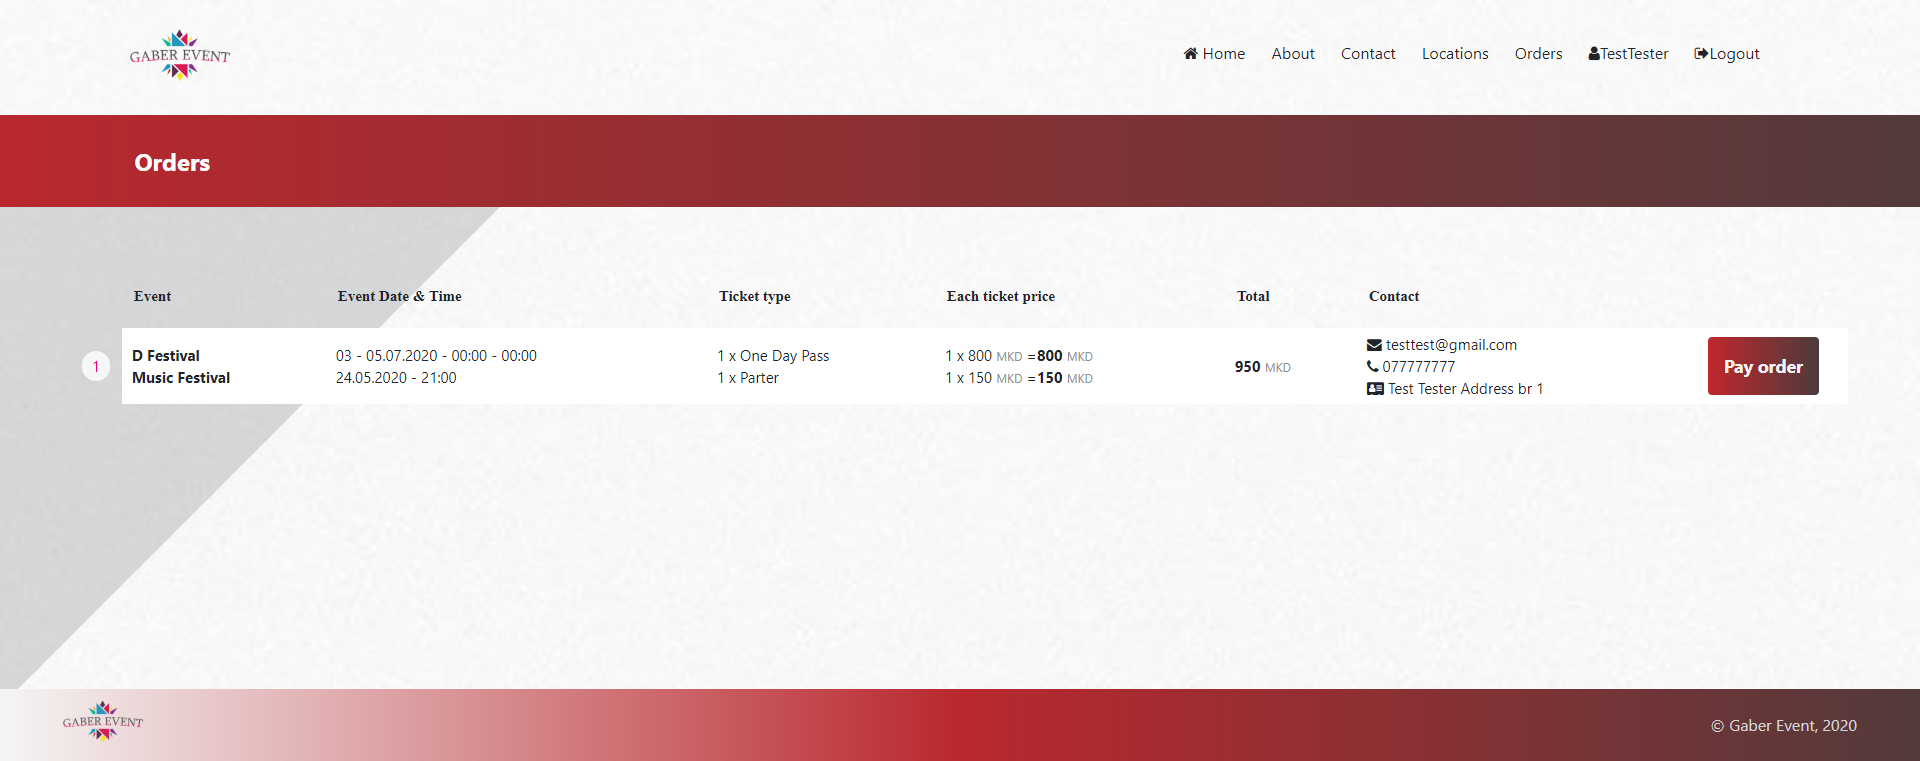 GABER EVENT
Home About Contact Locations Orders TestTester Logout
Orders
Event Event Date & Time Ticket type Each ticket price Total Contact
1
D Festival 03 - 05.07.2020 - 00:00 - 00:00 1 x One Day Pass 1 x 800 MKD =800 MKD
Music Festival 24.05.2020 - 21:00 1 x Parter 1 x 150 MKD =150 MKD
950 MKD
testtest@gmail.com
077777777
Test Tester Address br 1
Pay order
GABER EVENT
© Gaber Event, 2020